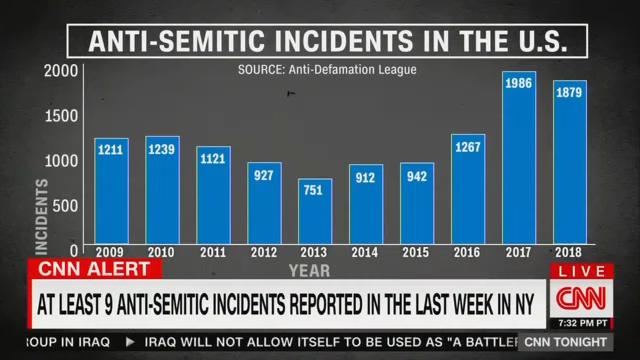 ANTI-SEMITIC INCIDENTS IN THE U.S.
SOURCE: Anti-Defamation League
2000
1500
1000
500
0
INCIDENTS
1211
1239
1121
927
751
912
942
1267
1986
1879
2009 2010 2011 2012 2013 2014 2015 2016 2017 2018
YEAR
CNN ALERT
LIVE
AT LEAST 9 ANTI-SEMITIC INCIDENTS REPORTED IN THE LAST WEEK IN NY
CNN
7:32 PM PT
IN IRAQ IRAQ WILL NOT ALLOW ITSELF TO BE USED AS "A
CNN TONIGHT